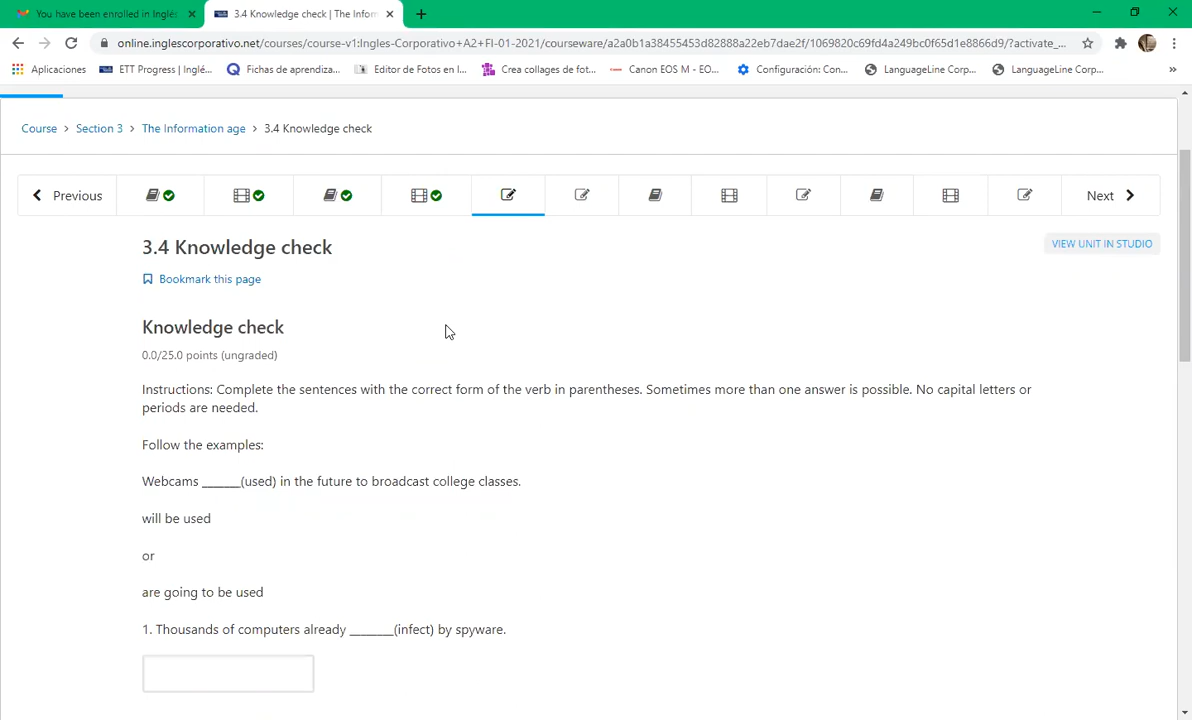 You have been enrolled in Inglés
3.4 Knowledge check | The Infor
online.inglescorporativo.net/courses/course-v1:Ingles-Corporativo+A2+FI-01-2021/courseware/a2a0b1a38455453d82888a22eb7dae2f/1069820c69fd4a249bc0f65d1e8866d9/?activate_...
Aplicaciones ETT Progress | Inglé... Fichas de aprendiza... Editor de Fotos en l... Crea collages de fot... Canon EOS M - EO... Configuración: Con... LanguageLine Corp... LanguageLine Corp... »
Course > Section 3 > The Information age > 3.4 Knowledge check
Previous Next
3.4 Knowledge check
VIEW UNIT IN STUDIO
Bookmark this page
Knowledge check
0.0/25.0 points (ungraded)
Instructions: Complete the sentences with the correct form of the verb in parentheses. Sometimes more than one answer is possible. No capital letters or
periods are needed.
Follow the examples:
Webcams ______(used) in the future to broadcast college classes.
will be used
or
are going to be used
1. Thousands of computers already _______(infect) by spyware.